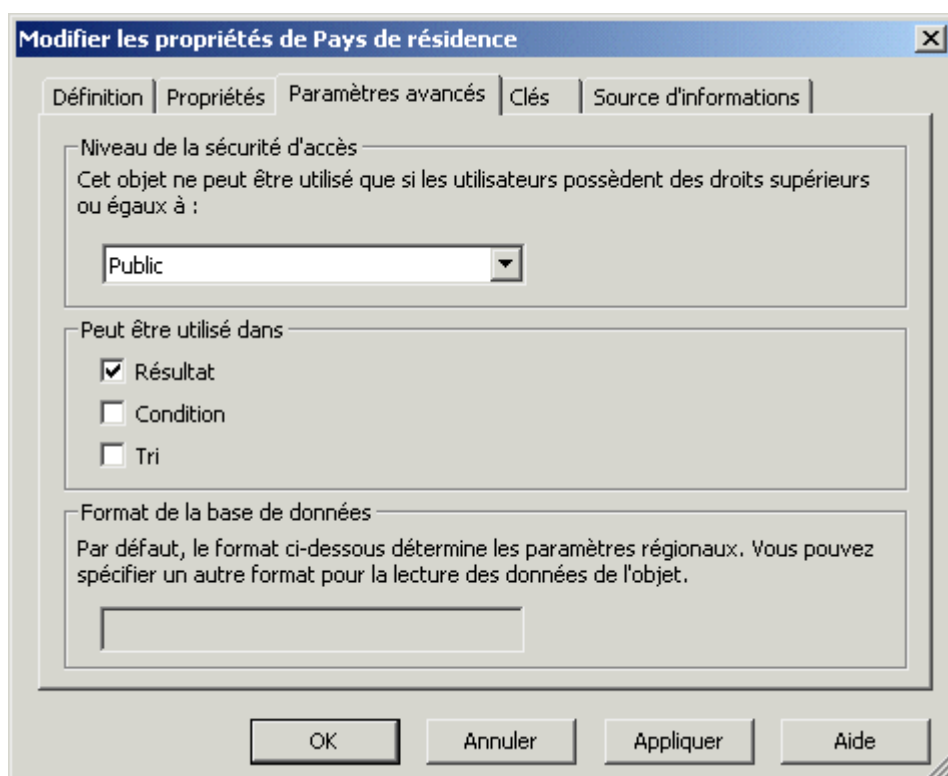 Modifier les propriétés de Pays de résidence
Définition Propriétés Paramètres avancés Clés Source d'informations
Niveau de la sécurité d'accès
Cet objet ne peut être utilisé que si les utilisateurs possèdent des droits supérieurs
ou égaux à :
Public
Peut être utilisé dans
Résultat
Condition
Tri
Format de la base de données
Par défaut, le format ci-dessous détermine les paramètres régionaux. Vous pouvez
spécifier un autre format pour la lecture des données de l'objet.
OK Annuler Appliquer Aide